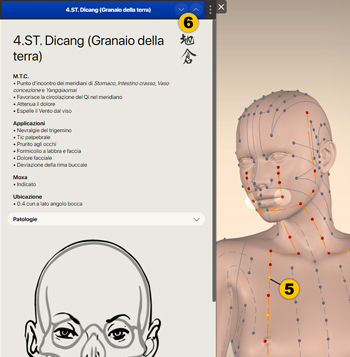 4.ST. Dicang (Granaio della terra)
6
4.ST. Dicang (Granaio della
terra)
地
倉
M.T.C.
• Punto d'incontro dei meridiani di Stomaco, Intestino crasso, Vaso
concezione e Yangqiaomai
• Favorisce la circolazione del Qi nel meridiano
• Attenua il dolore
• Espelle il Vento dal viso
Applicazioni
• Nevralgie del trigemino
• Tic palpebrale
• Prurito agli occhi
• Formicolio a labbra e faccia
• Dolore facciale
• Deviazione della rima buccale
Moxa
• Indicato
Ubicazione
• 0.4 cun a lato angolo bocca
Patologie
5